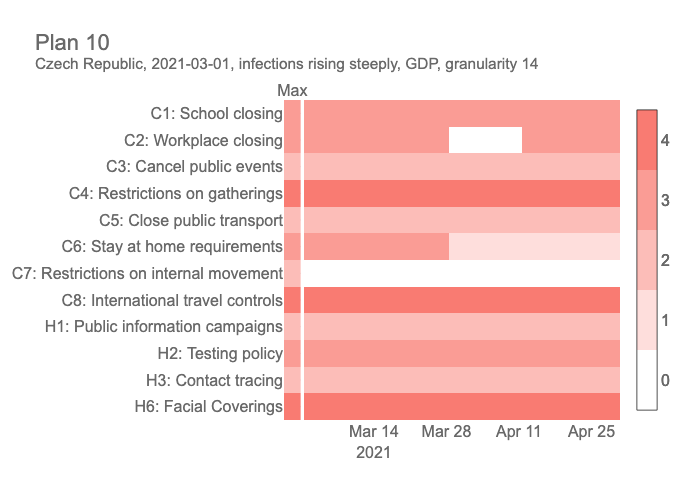 Plan 10
Czech Republic, 2021-03-01, infections rising steeply, GDP, granularity 14
Max
C1: School closing
C2: Workplace closing
C3: Cancel public events
C4: Restrictions on gatherings
C5: Close public transport
C6: Stay at home requirements
C7: Restrictions on internal movement
C8: International travel controls
H1: Public information campaigns
H2: Testing policy
H3: Contact tracing
H6: Facial Coverings
Mar 14 Mar 28 Apr 11 Apr 25
2021
4
3
2
1
0